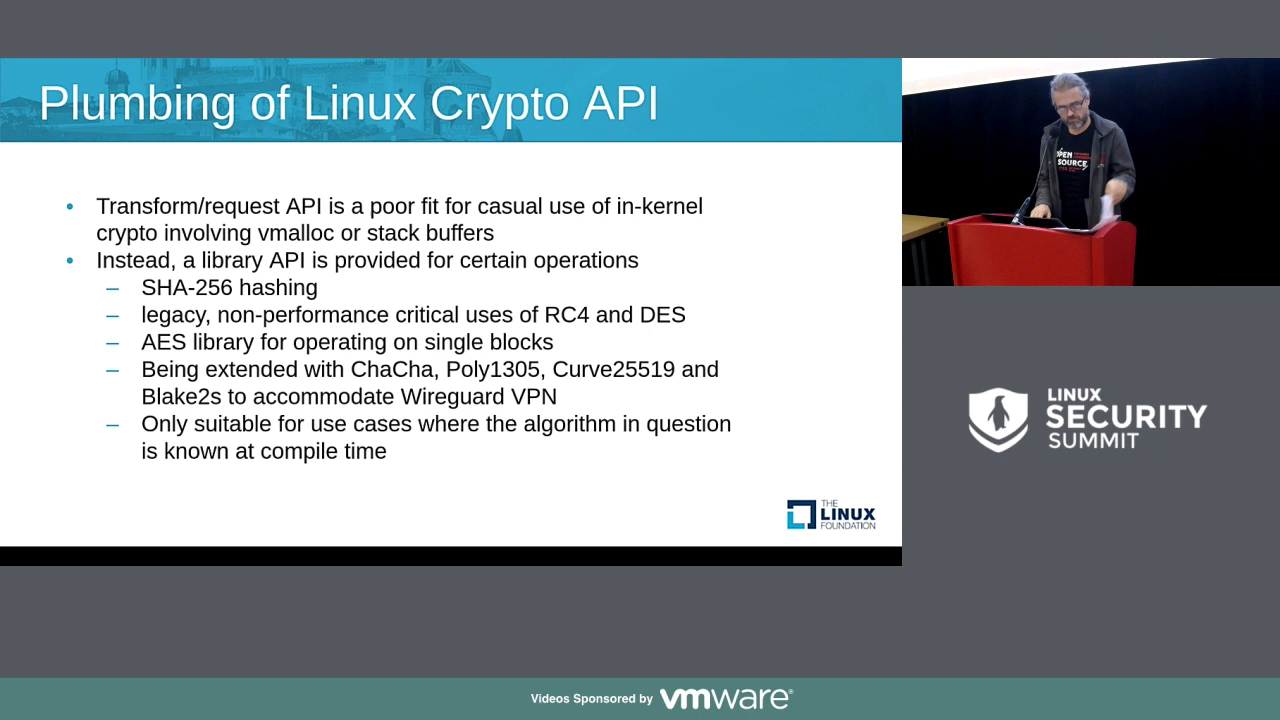 Plumbing of Linux Crypto API
• Transform/request API is a poor fit for casual use of in-kernel
crypto involving vmalloc or stack buffers
• Instead, a library API is provided for certain operations
– SHA-256 hashing
– legacy, non-performance critical uses of RC4 and DES
– AES library for operating on single blocks
– Being extended with ChaCha, Poly1305, Curve25519 and
Blake2s to accommodate Wireguard VPN
– Only suitable for use cases where the algorithm in question
is known at compile time
THE
LINUX
FOUNDATION
OPEN
SOURCE
LINUX
SECURITY
SUMMIT
Videos Sponsored by vmware®